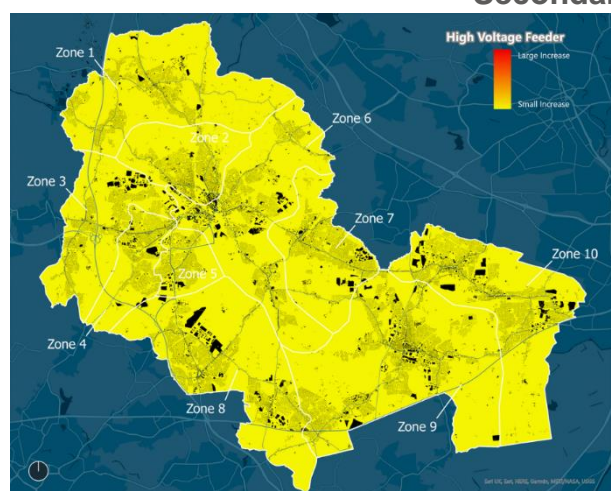 High Voltage Feeder
Large Increase
Small Increase
Zone 1
Zone 2
Zone 6
Zone 3
Zone 7
Zone 10
Zone 5
Zone 4
Zone 8
Zone 9